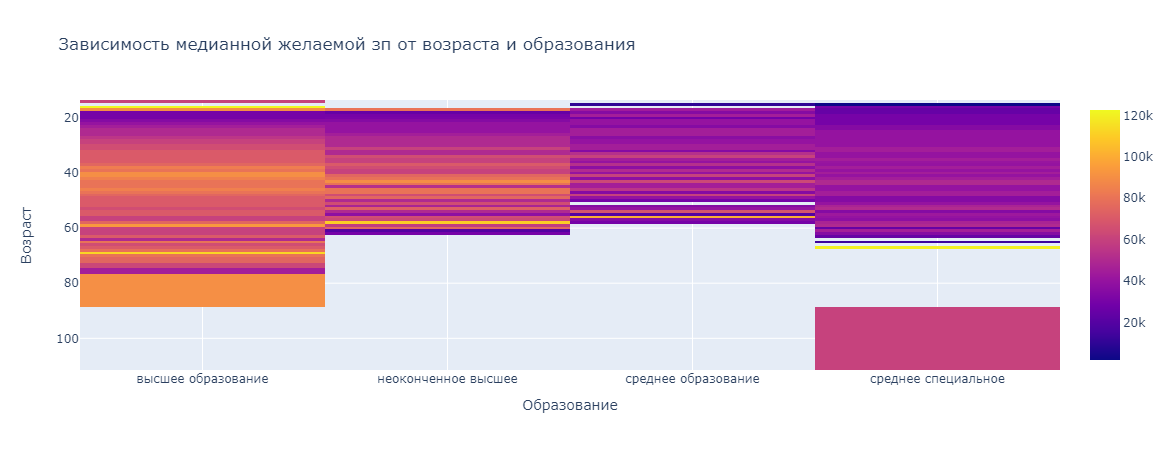 Зависимость медианной желаемой зп от возраста и образования
Возраст
20
40
60
80
100
высшее образование
неоконченное высшее
среднее образование
среднее специальное
Образование
120k
100k
80k
60k
40k
20k